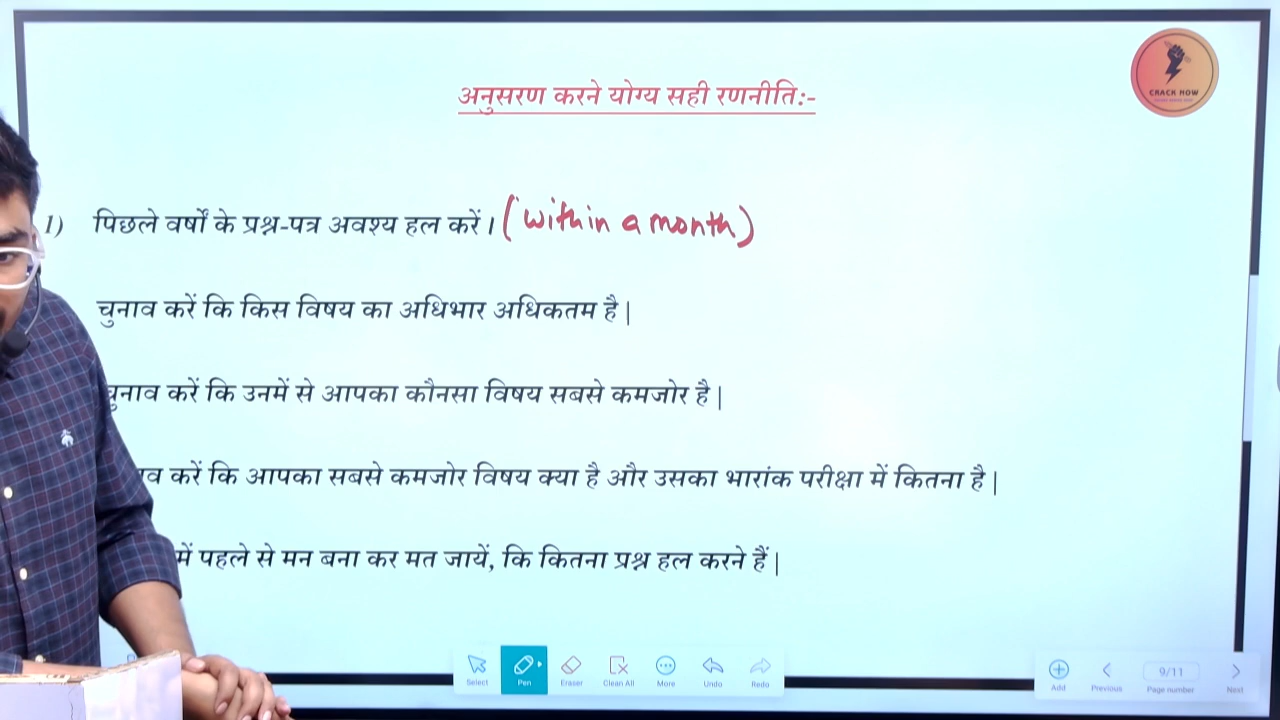 CRACK NOW
अनुसरण करने योग्य सही रणनीति:-
1) पिछले वर्षों के प्रश्न-पत्र अवश्य हल करें। (within a month)
चुनाव करें कि किस विषय का अधिभार अधिकतम है|
चुनाव करें कि उनमें से आपका कौनसा विषय सबसे कमजोर है|
करें कि आपका सबसे कमजोर विषय क्या है और उसका भारांक परीक्षा में कितना है|
में पहले से मन बना कर मत जायें, कि कितना प्रश्न हल करने हैं|
Select Pen Eraser Clean All More Undo Redo
Add Previous 9/11 Page number Next